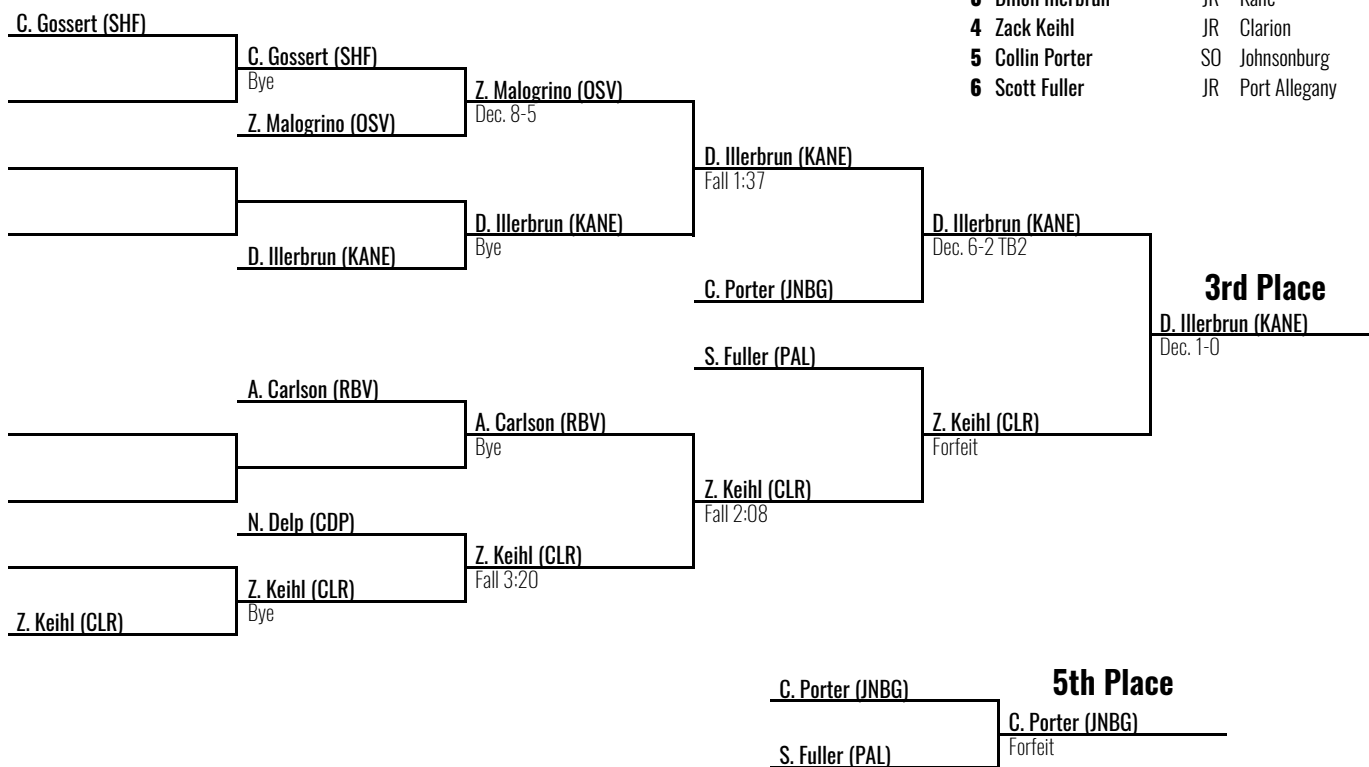 3 Dillon Illerbrun JR Kane
C. Gossert (SHF)
4 Zack Keihl JR Clarion
C. Gossert (SHF)
Bye
5 Collin Porter SO Johnsonburg
6 Scott Fuller JR Port Allegany
Z. Malogrino (OSV)
Dec. 8-5
Z. Malogrino (OSV)
D. Illerbrun (KANE)
Fall 1:37
D. Illerbrun (KANE)
Bye
D. Illerbrun (KANE)
Dec. 6-2 TB2
D. Illerbrun (KANE)
C. Porter (JNBG)
3rd Place
D. Illerbrun (KANE)
Dec. 1-0
S. Fuller (PAL)
A. Carlson (RBV)
A. Carlson (RBV)
Bye
Z. Keihl (CLR)
Forfeit
Z. Keihl (CLR)
Fall 2:08
N. Delp (CDP)
Z. Keihl (CLR)
Fall 3:20
Z. Keihl (CLR)
Bye
Z. Keihl (CLR)
5th Place
C. Porter (JNBG)
C. Porter (JNBG)
Forfeit
S. Fuller (PAL)